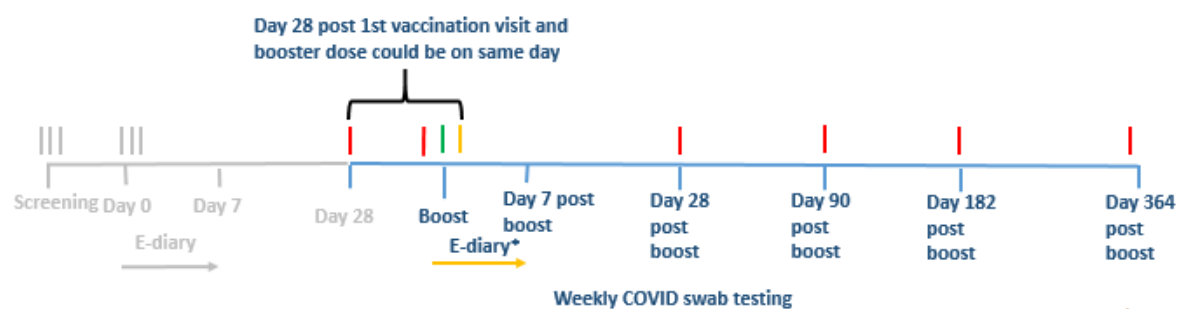 Day 28 post 1st vaccination visit and
booster dose could be on same day
Screening
Day 0
Day 7
Day 28
Boost
Day 7 post
boost
Day 28
post
boost
Day 90
post
boost
Day 182
post
boost
Day 364
post
boost
E-diary
E-diary*
Weekly COVID swab testing